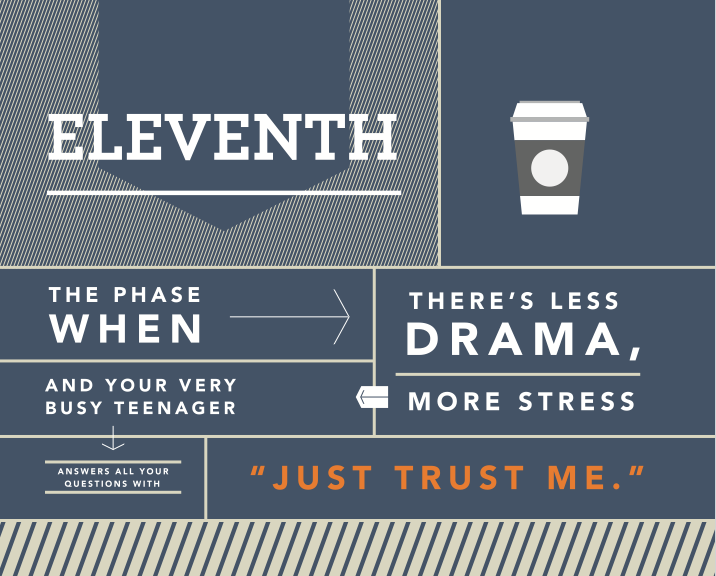 ELEVENTH
THE PHASE
WHEN
THERE’S LESS
DRAMA,
MORE STRESS
AND YOUR VERY
BUSY TEENAGER
ANSWERS ALL YOUR
QUESTIONS WITH
“JUST TRUST ME.”